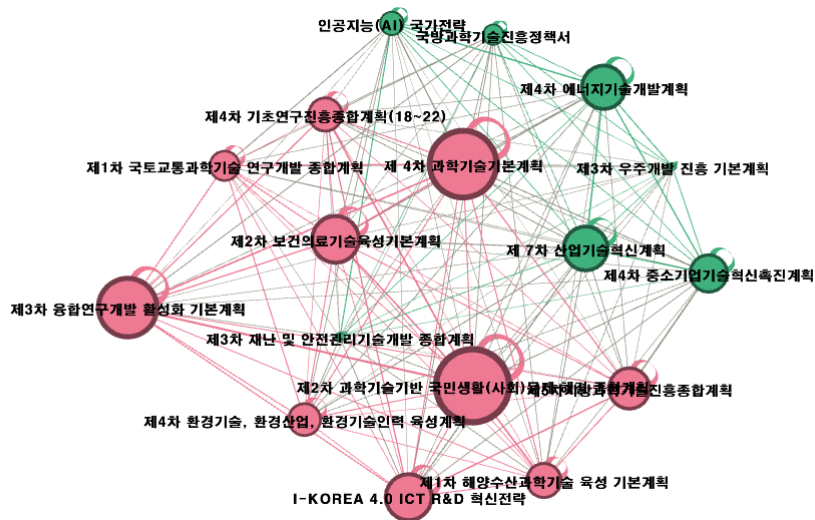 인공지능(AI) 국가전략
국방과학기술진흥정책서
제4차 에너지기술개발계획
제4차 기초연구진흥종합계획(18~22)
제1차 국토교통과학기술 연구개발 종합계획
제 4차 과학기술기본계획
제3차 우주개발 진흥 기본계획
제2차 보건의료기술육성기본계획
제 7차 산업기술혁신계획
제4차 중소기업기술혁신촉진계획
제3차 융합연구개발 활성화 기본계획
제3차 재난 및 안전관리기술개발 종합계획
제2차 과학기술기반 국민생활(사회)문제 해결 종합계획
지방과학기술진흥종합계획
제4차 환경기술, 환경산업, 환경기술인력 육성계획
제1차 해양수산과학기술 육성 기본계획
I-KOREA 4.0 ICT R&D 혁신전략